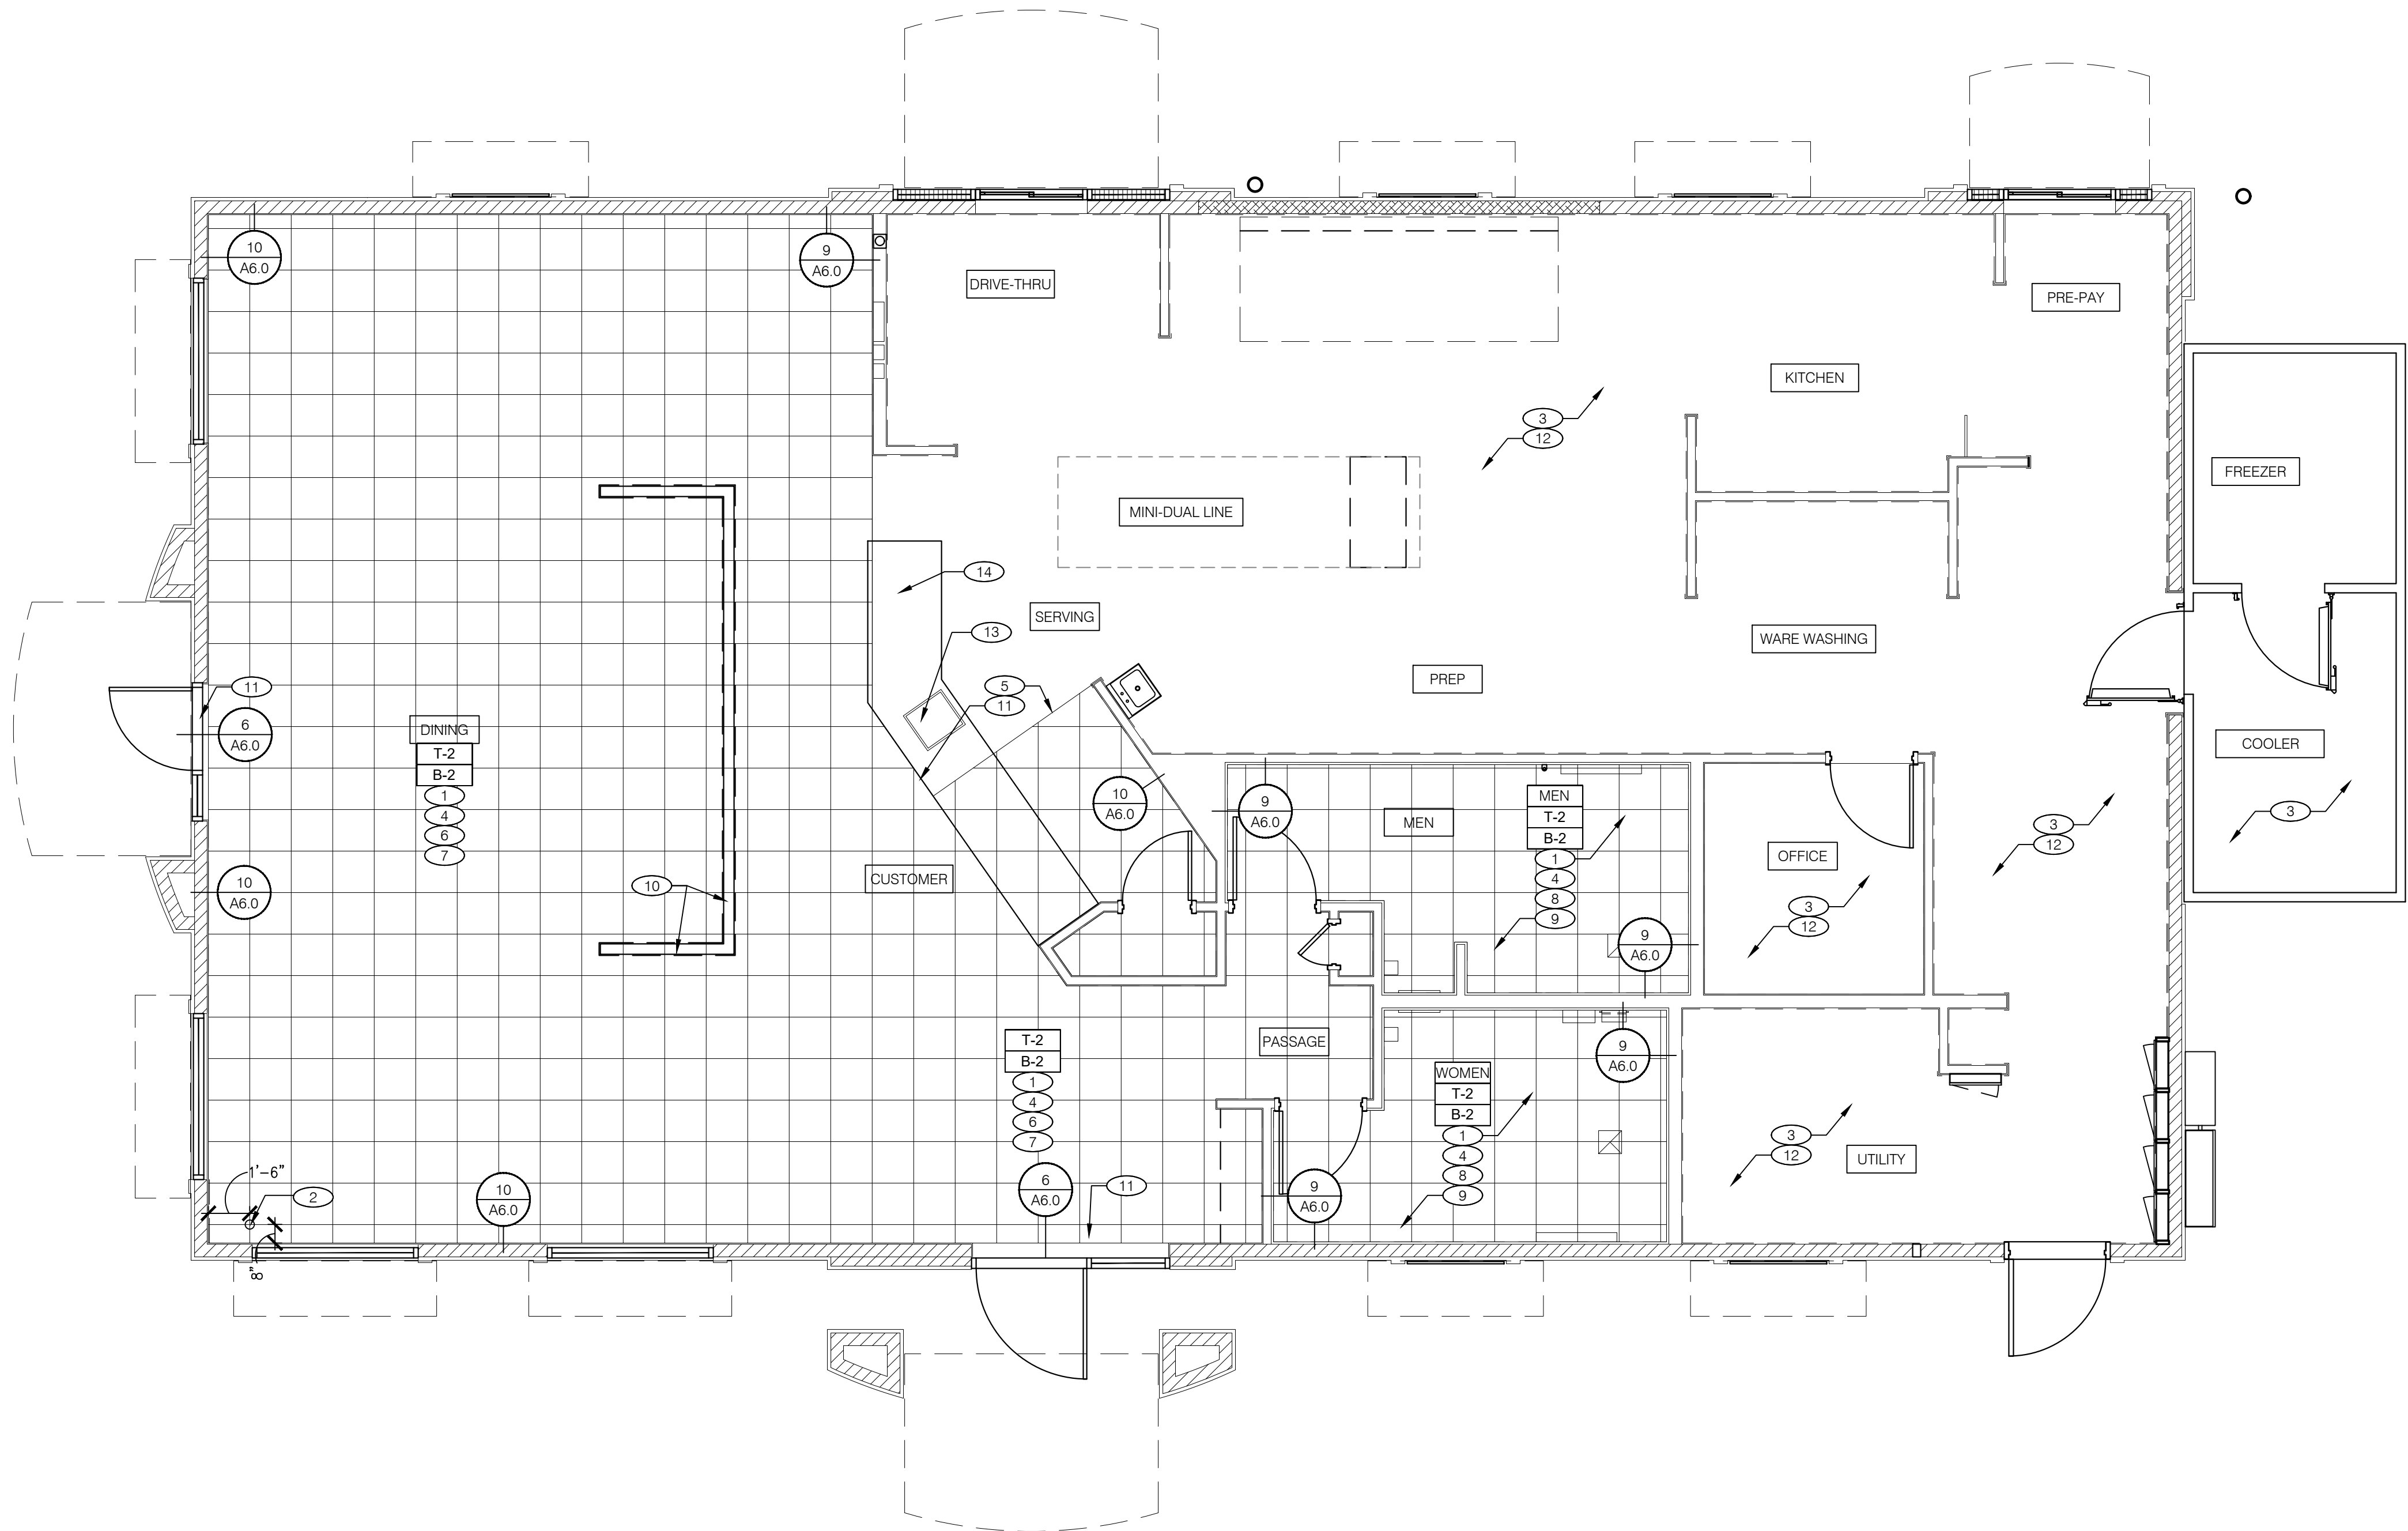 10
A6.0
9
A6.0
DRIVE-THRU
PRE-PAY
KITCHEN
3
12
FREEZER
MINI-DUAL LINE
14
SERVING
13
WARE WASHING
PREP
5
11
11
6
A6.0
DINING
T-2
B-2
1
4
6
7
COOLER
3
10
A6.0
9
A6.0
MEN
MEN
T-2
B-2
1
4
8
9
OFFICE
3
12
3
12
10
A6.0
10
CUSTOMER
9
A6.0
T-2
B-2
1
4
6
7
PASSAGE
9
A6.0
WOMEN
T-2
B-2
1
4
8
9
3
12
UTILITY
1'-6"
2
8"
10
A6.0
6
A6.0
11
9
A6.0